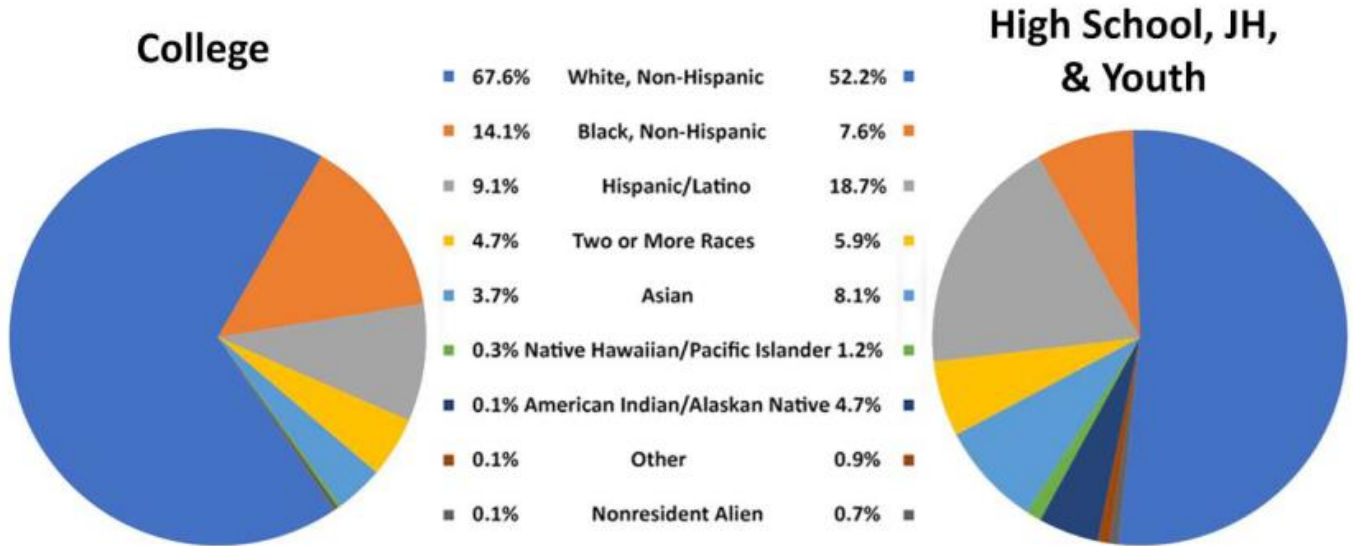 College
High School, JH,
& Youth
67.6% White, Non-Hispanic 52.2%
14.1% Black, Non-Hispanic 7.6%
9.1% Hispanic/Latino 18.7%
4.7% Two or More Races 5.9%
3.7% Asian 8.1%
0.3% Native Hawaiian/Pacific Islander 1.2%
0.1% American Indian/Alaskan Native 4.7%
0.1% Other 0.9%
0.1% Nonresident Alien 0.7%